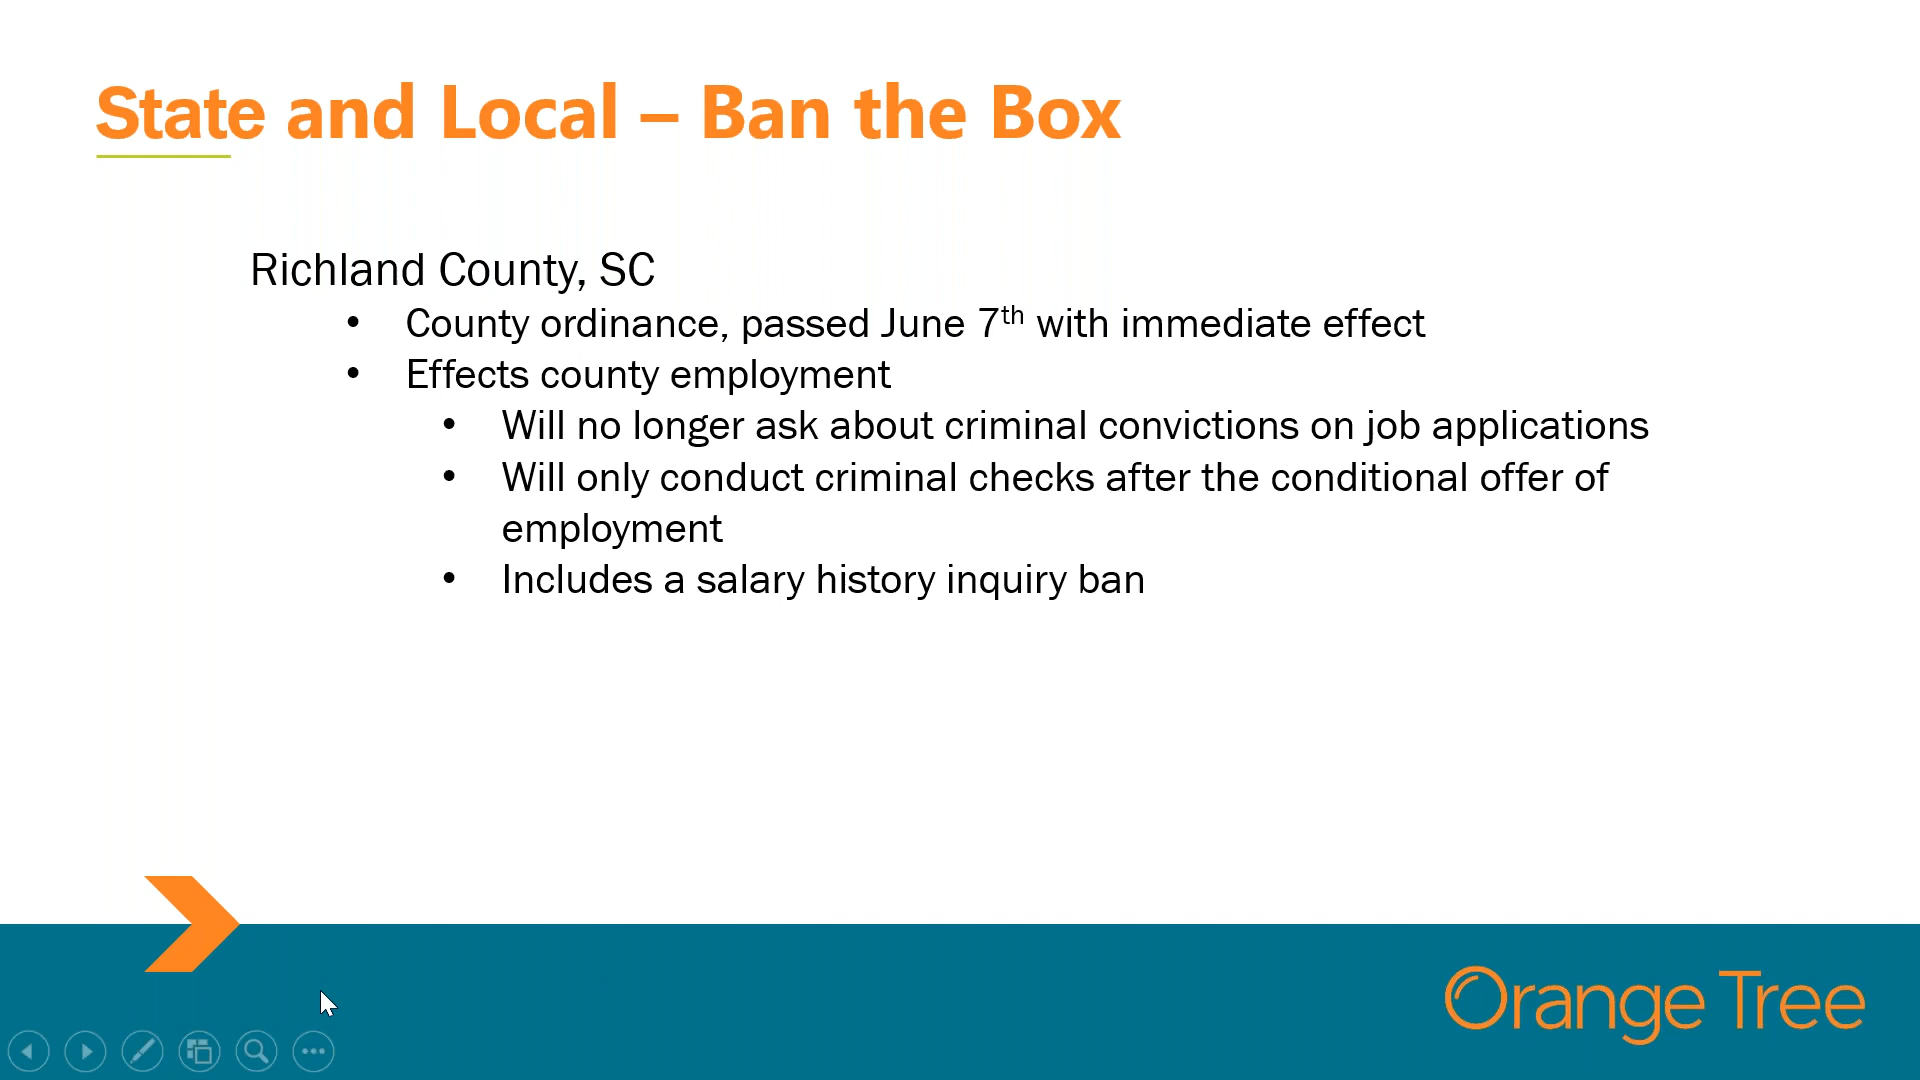 State and Local – Ban the Box
Richland County, SC
• County ordinance, passed June 7th with immediate effect
• Effects county employment
• Will no longer ask about criminal convictions on job applications
• Will only conduct criminal checks after the conditional offer of
employment
• Includes a salary history inquiry ban
Orange Tree